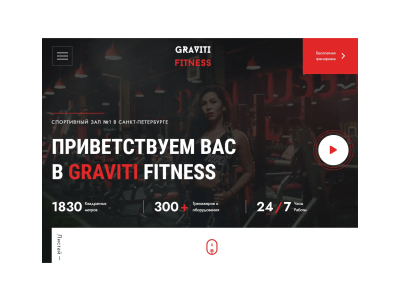 GRAVITI
FITNESS
Бесплатная
тренировка
СПОРТИВНЫЙ ЗАЛ №1 В САНКТ-ПЕТЕРБУРГЕ
ПРИВЕТСТВУЕМ ВАС
В GRAVITI FITNESS
1830 Квадратных
метров
300+ Тренажеров и
оборудования
24/7 Часы
Работы
Листай —